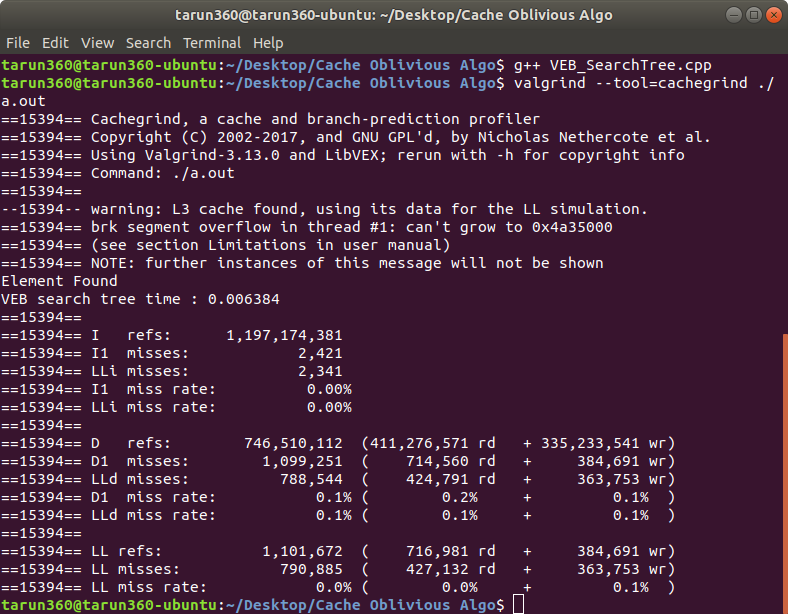 tarun360@tarun360-ubuntu: ~/Desktop/Cache Oblivious Algo
File Edit View Search Terminal Help
tarun360@tarun360-ubuntu:~/Desktop/Cache Oblivious Algo$ g++ VEB_SearchTree.cpp
tarun360@tarun360-ubuntu:~/Desktop/Cache Oblivious Algo$ valgrind --tool=cachegrind ./
a.out
==15394== Cachegrind, a cache and branch-prediction profiler
==15394== Copyright (C) 2002-2017, and GNU GPL'd, by Nicholas Nethercote et al.
==15394== Using Valgrind-3.13.0 and LibVEX; rerun with -h for copyright info
==15394== Command: ./a.out
==15394==
--15394-- warning: L3 cache found, using its data for the LL simulation.
==15394== brk segment overflow in thread #1: can't grow to 0x4a35000
==15394== (see section Limitations in user manual)
==15394== NOTE: further instances of this message will not be shown
Element Found
VEB search tree time : 0.006384
==15394==
==15394== I   refs:      1,197,174,381
==15394== I1  misses:            2,421
==15394== LLi misses:            2,341
==15394== I1  miss rate:          0.00%
==15394== LLi miss rate:          0.00%
==15394==
==15394== D   refs:        746,510,112  (411,276,571 rd   + 335,233,541 wr)
==15394== D1  misses:        1,099,251  (    714,560 rd   +     384,691 wr)
==15394== LLd misses:          788,544  (    424,791 rd   +     363,753 wr)
==15394== D1  miss rate:           0.1% (        0.2%     +         0.1%  )
==15394== LLd miss rate:           0.1% (        0.1%     +         0.1%  )
==15394==
==15394== LL refs:           1,101,672  (    716,981 rd   +     384,691 wr)
==15394== LL misses:           790,885  (    427,132 rd   +     363,753 wr)
==15394== LL miss rate:            0.0% (        0.0%     +         0.1%  )
tarun360@tarun360-ubuntu:~/Desktop/Cache Oblivious Algo$